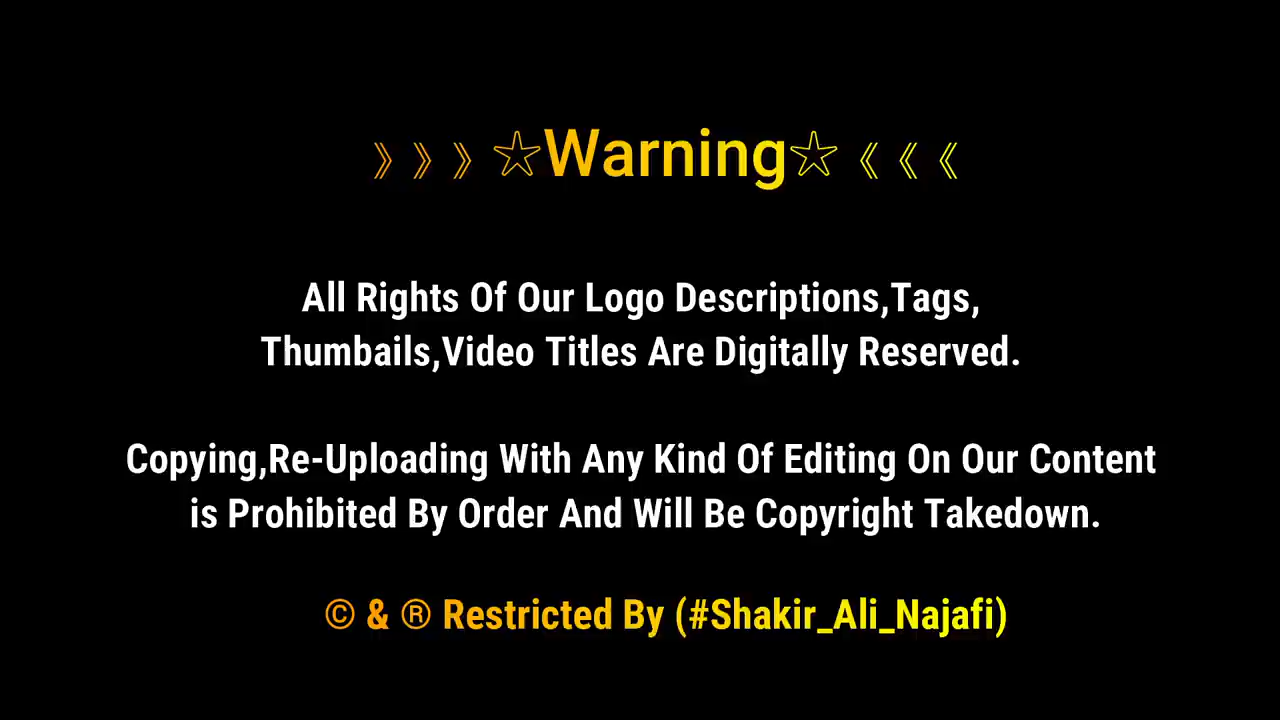 》》》☆Warning☆《《《
All Rights Of Our Logo Descriptions,Tags,
Thumbails,Video Titles Are Digitally Reserved.
Copying,Re-Uploading With Any Kind Of Editing On Our Content
is Prohibited By Order And Will Be Copyright Takedown.
© & ® Restricted By (#Shakir_Ali_Najafi)